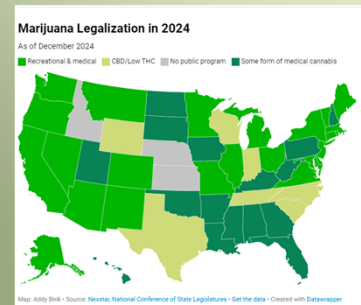 Marijuana Legalization in 2024
As of December 2024
Recreational & medical CBD/Low THC No public program Some form of medical cannabis
Map: Addy Bink • Source: Nexstar, National Conference of State Legislatures • Get the data • Created with Datawrapper